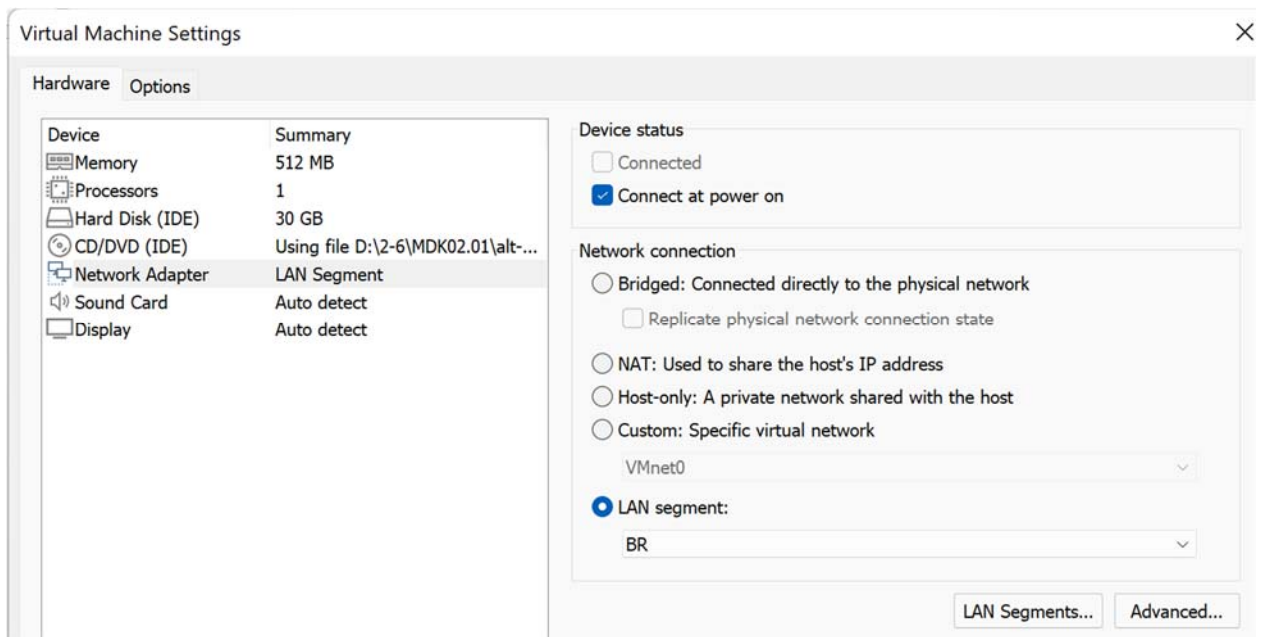 Virtual Machine Settings
Hardware Options
Device Summary
Memory 512 MB
Processors 1
Hard Disk (IDE) 30 GB
CD/DVD (IDE) Using file D:\2-6\MDK02.01\alt-...
Network Adapter LAN Segment
Sound Card Auto detect
Display Auto detect
Device status
Connected
Connect at power on
Network connection
Bridged: Connected directly to the physical network
Replicate physical network connection state
NAT: Used to share the host's IP address
Host-only: A private network shared with the host
Custom: Specific virtual network
VMnet0
LAN segment:
BR
LAN Segments... Advanced...